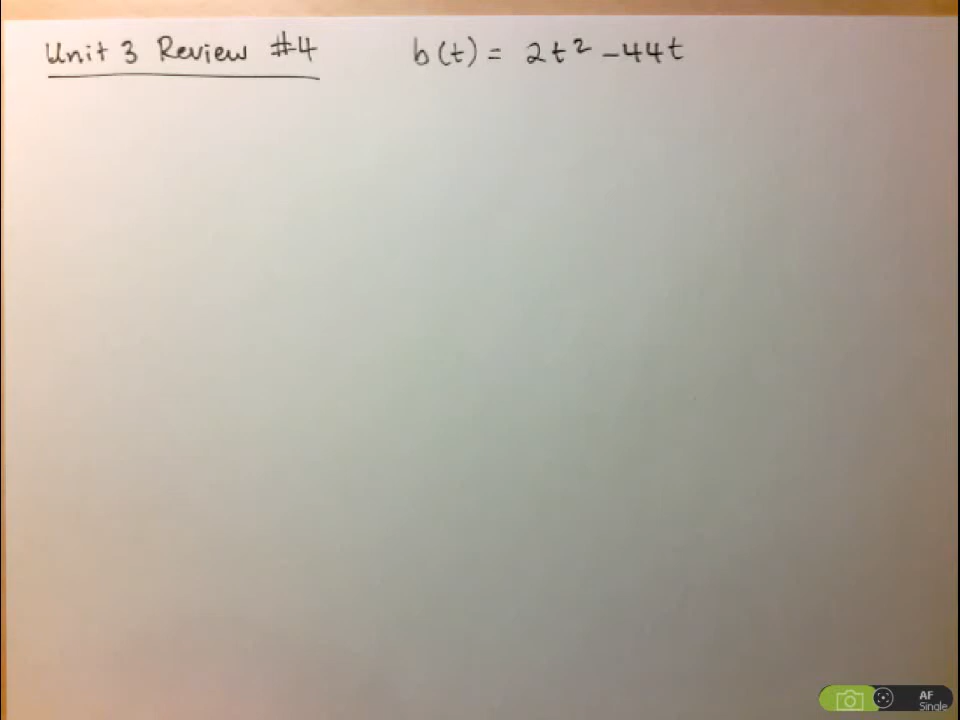 Unit 3 Review #4
b(t) = 2t² -44t
AF
Single